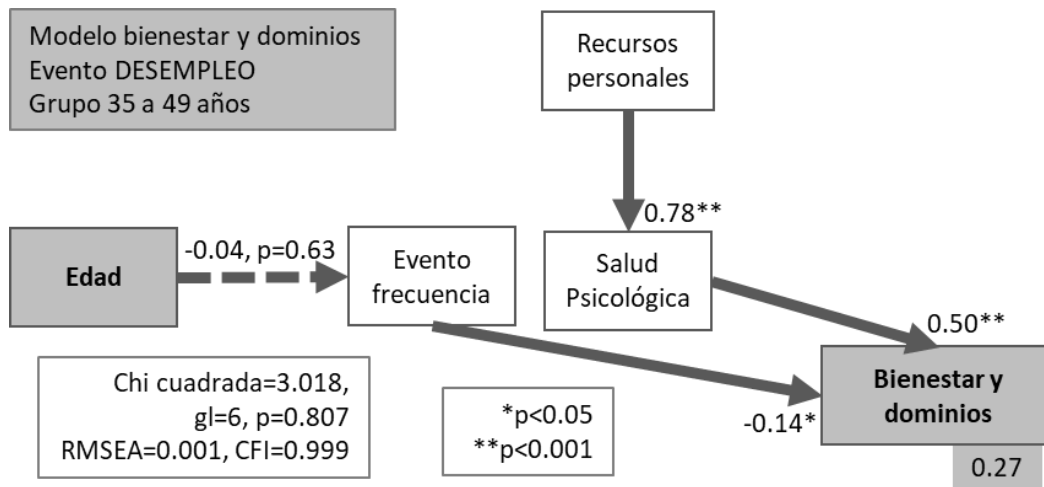 Modelo bienestar y dominios
Evento DESEMPLEO
Grupo 35 a 49 años
Recursos
personales
0.78**
Edad
-0.04, p=0.63
Evento
frecuencia
Salud
Psicológica
0.50**
Bienestar y
dominios
-0.14*
0.27
Chi cuadrada=3.018,
gl=6, p=0.807
RMSEA=0.001, CFI=0.999
*p<0.05
**p<0.001